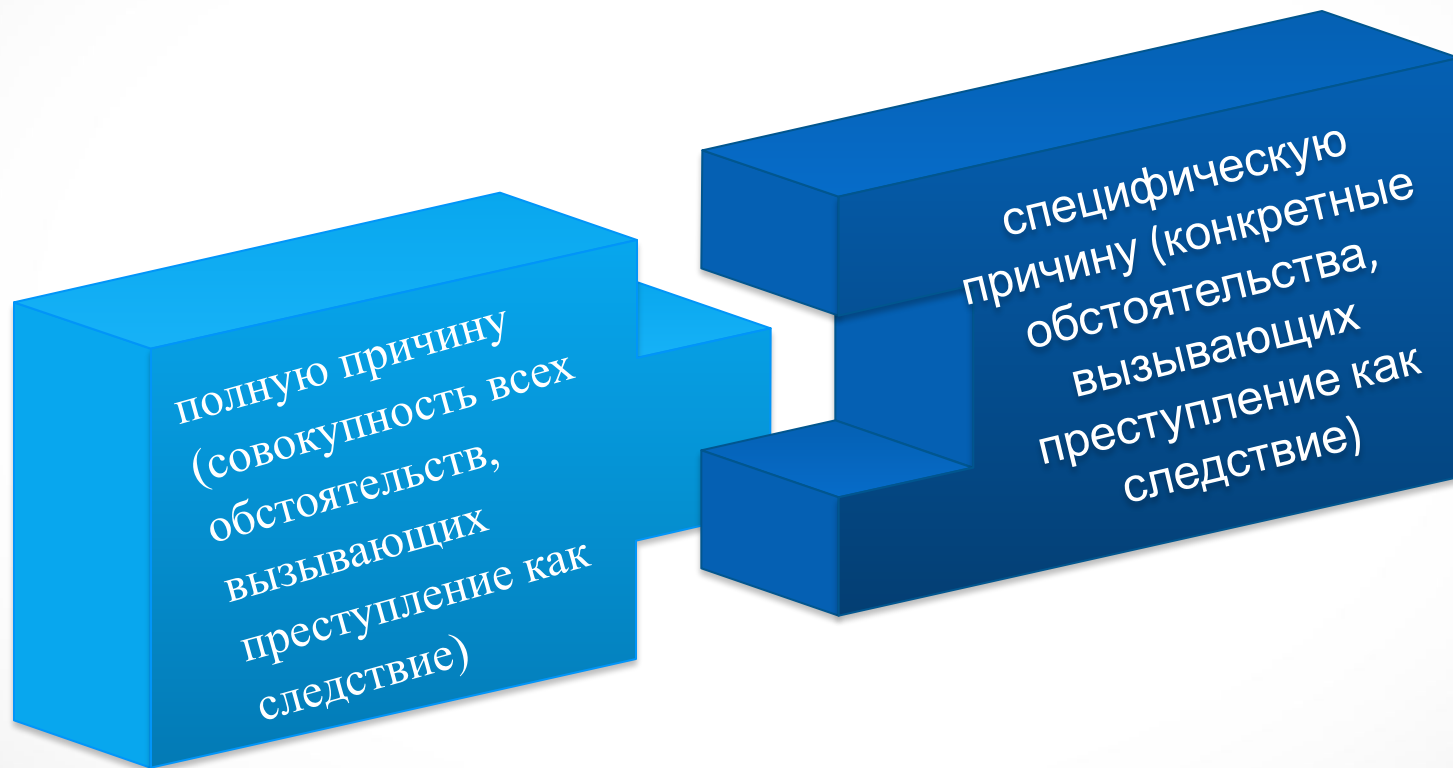 полную причину
(совокупность всех
обстоятельств,
вызывающих
преступление как
следствие)
специфическую
причину (конкретные
обстоятельства,
вызывающих
преступление как
следствие)